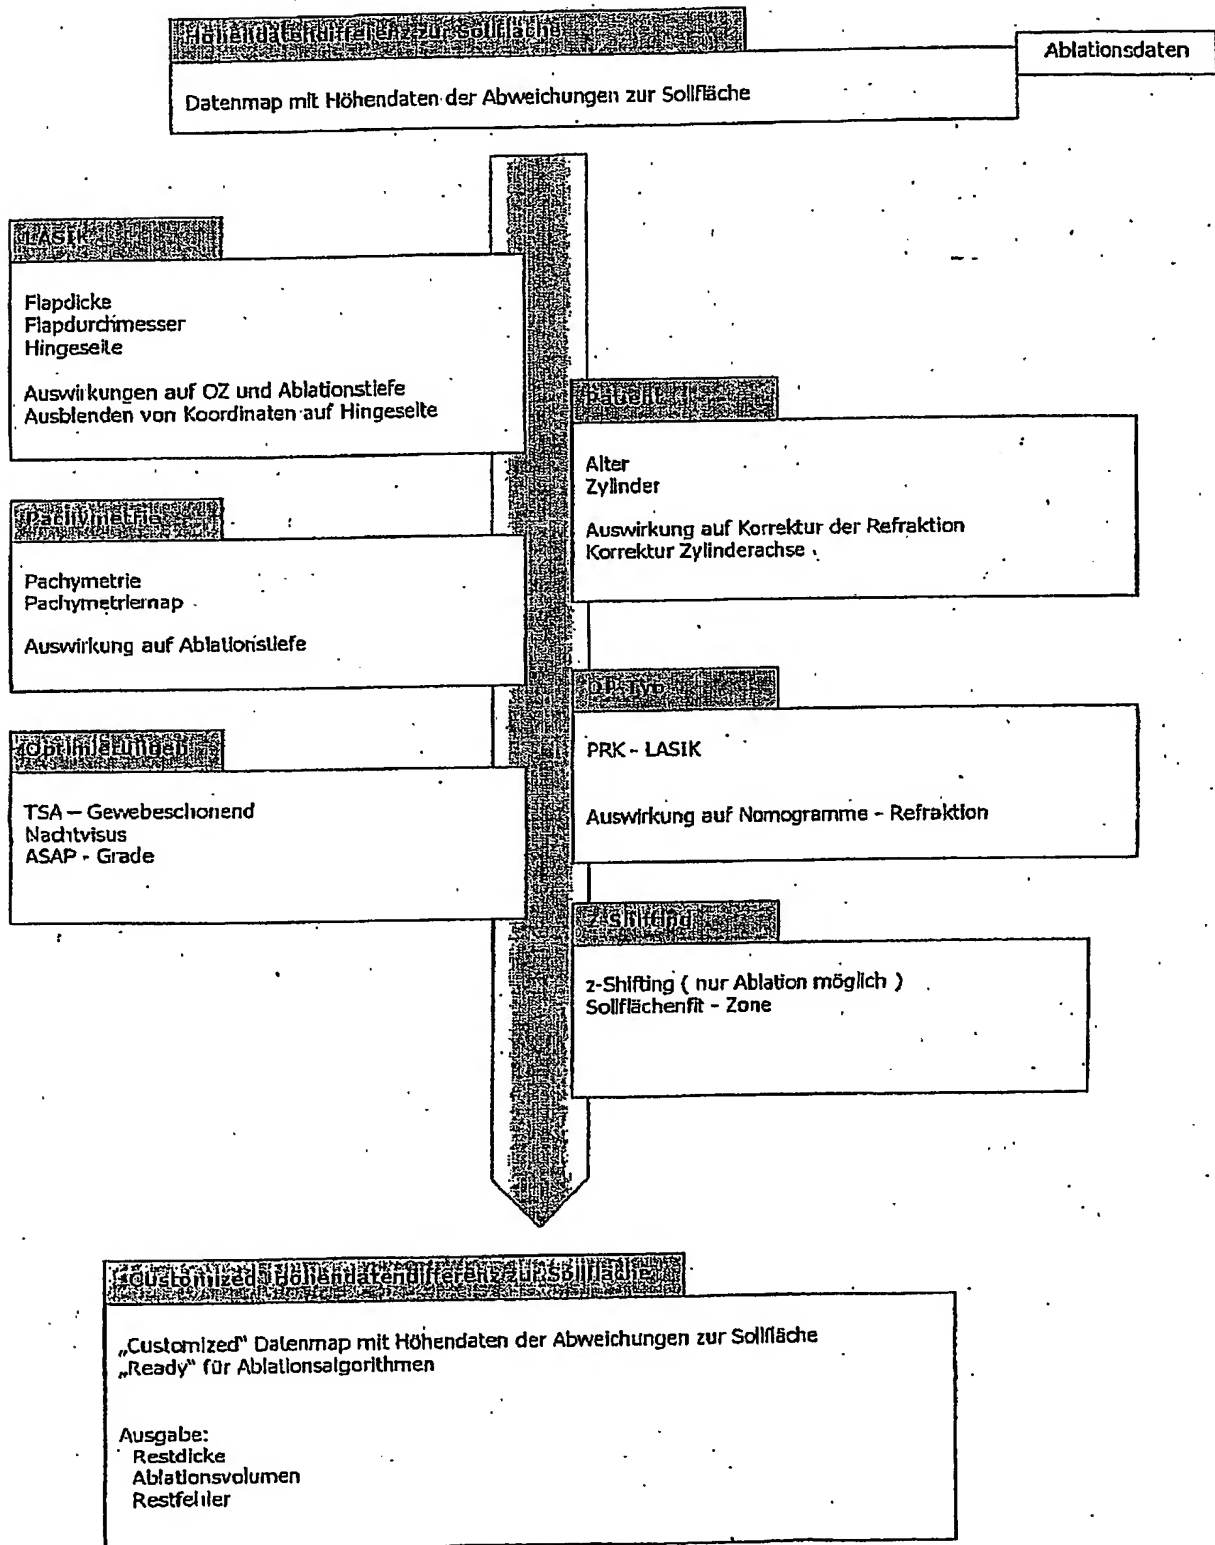 Höhendatendifferenz zur Sollfläche
Ablationsdaten
Datenmap mit Höhendaten der Abweichungen zur Sollfläche
LASIK
Flapdicke
Flapdurchmesser
Hingeseite
Auswirkungen auf OZ und Ablationstiefe
Ausblenden von Koordinaten auf Hingeseite
Patient
Alter
Zylinder
Auswirkung auf Korrektur der Refraktion
Korrektur Zylinderachse
Pachymetrie
Pachymetrie
Pachymetriemap
Auswirkung auf Ablationstiefe
OP-Typ
PRK - LASIK
Auswirkung auf Nomogramme - Refraktion
Optimierungen
TSA – Gewebeschonend
Nachtvisus
ASAP - Grade
z-Shifting
z-Shifting ( nur Ablation möglich )
Sollflächenfit - Zone
"Customized" Höhendatendifferenz zur Sollfläche
„Customized" Datenmap mit Höhendaten der Abweichungen zur Sollfläche
„Ready" für Ablationsalgorithmen
Ausgabe:
Restdicke
Ablationsvolumen
Restfehler